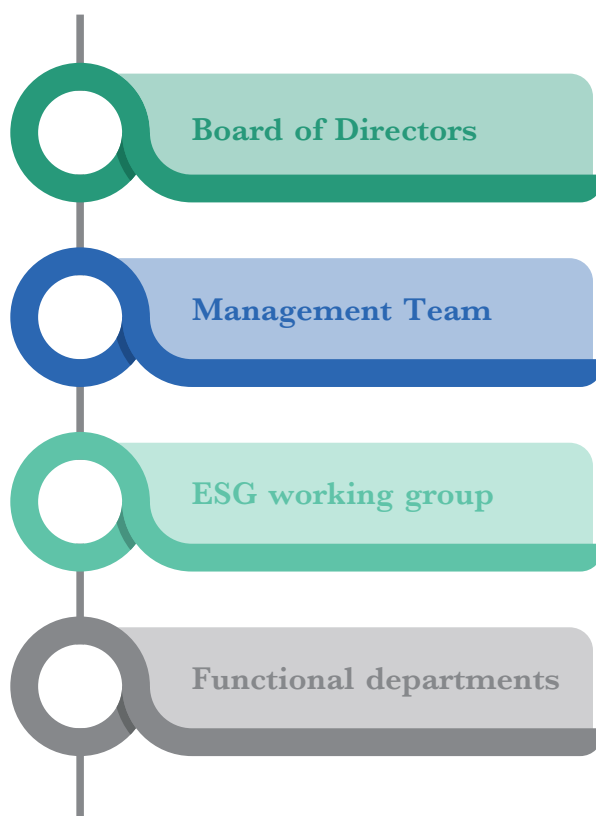 Board of Directors
Management Team
ESG working group
Functional departments